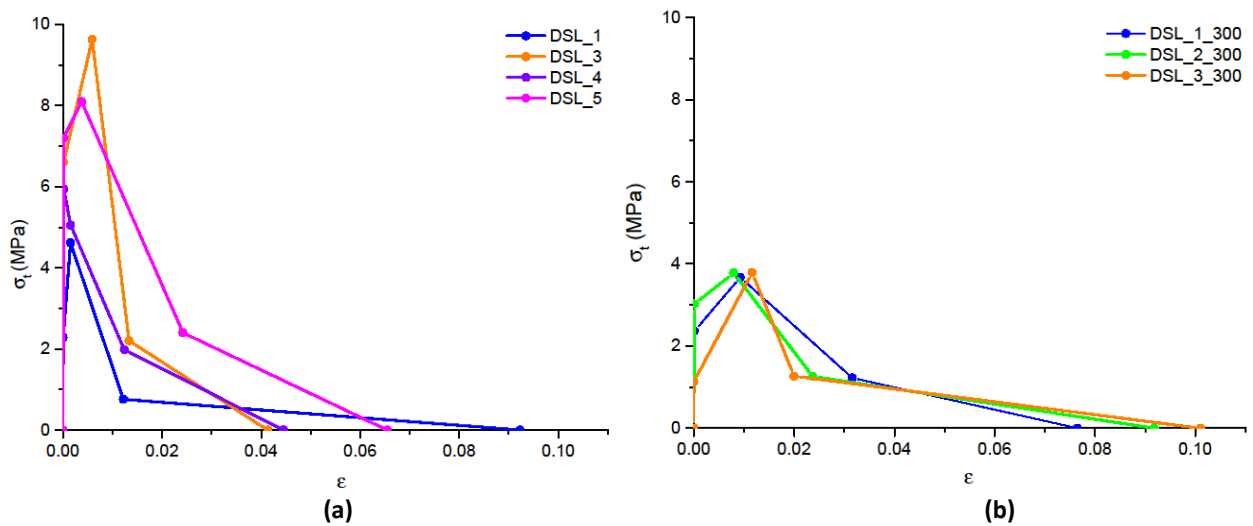 10
8
6
4
2
0
σt (MPa)
0.00 0.02 0.04 0.06 0.08 0.10
ε
DSL_1
DSL_3
DSL_4
DSL_5
(a)
10
8
6
4
2
0
σt (MPa)
0.00 0.02 0.04 0.06 0.08 0.10
ε
DSL_1_300
DSL_2_300
DSL_3_300
(b)